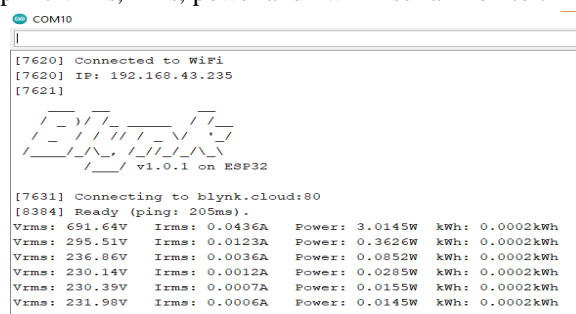 COM10
[7620] Connected to WiFi
[7620] IP: 192.168.43.235
[7621]
Blynk
v1.0.1 on ESP32
[7631] Connecting to blynk.cloud:80
[8384] Ready (ping: 205ms).
Vrms: 691.64V Irms: 0.0436A Power: 3.0145W kWh: 0.0002kWh
Vrms: 295.51V Irms: 0.0123A Power: 0.3626W kWh: 0.0002kWh
Vrms: 236.86V Irms: 0.0036A Power: 0.0852W kWh: 0.0002kWh
Vrms: 230.14V Irms: 0.0012A Power: 0.0285W kWh: 0.0002kWh
Vrms: 230.39V Irms: 0.0007A Power: 0.0155W kWh: 0.0002kWh
Vrms: 231.98V Irms: 0.0006A Power: 0.0145W kWh: 0.0002kWh